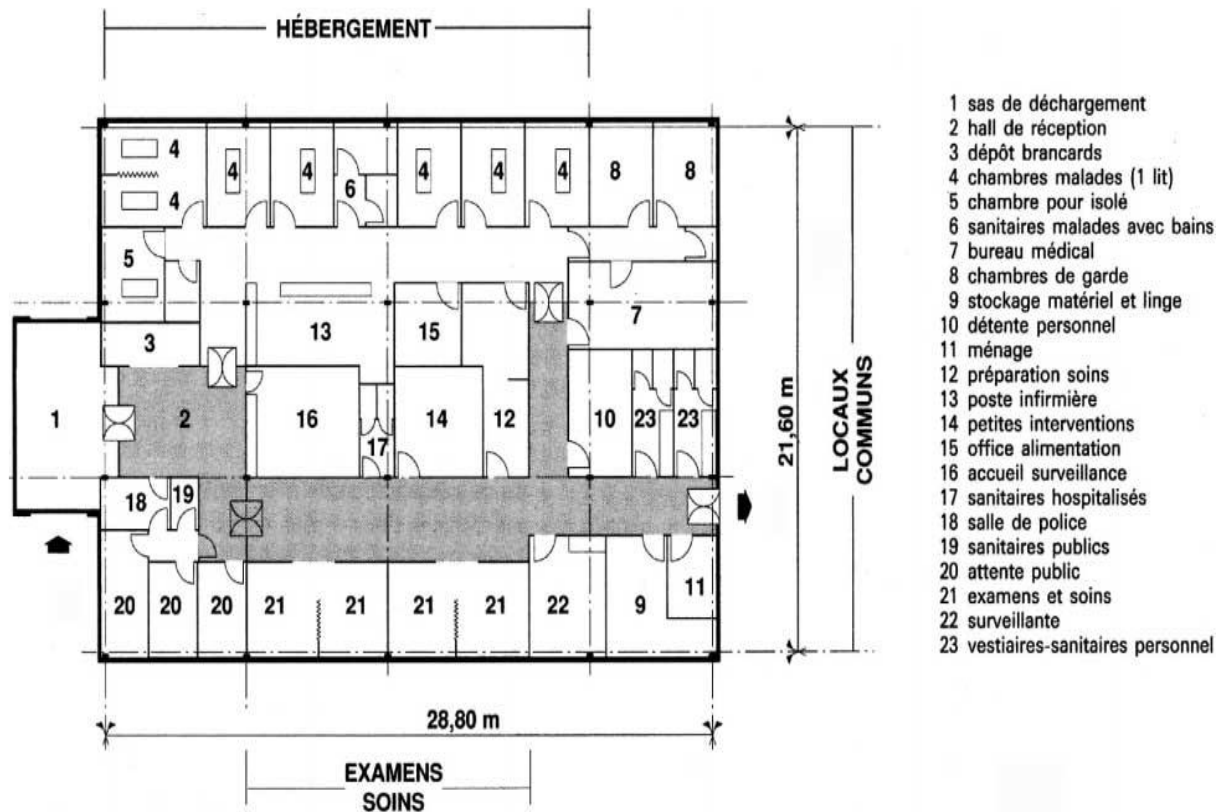 HÉBERGEMENT
4
4
4
4
6
4
4
4
8
8
5
3
13
15
7
1
2
16
17
14
12
10
23
23
18
19
20
20
20
21
21
21
21
22
9
11
21,60 m
LOCAUX
COMMUNS
28,80 m
EXAMENS
SOINS
1 sas de déchargement
2 hall de réception
3 dépôt brancards
4 chambres malades (1 lit)
5 chambre pour isolé
6 sanitaires malades avec bains
7 bureau médical
8 chambres de garde
9 stockage matériel et linge
10 détente personnel
11 ménage
12 préparation soins
13 poste infirmière
14 petites interventions
15 office alimentation
16 accueil surveillance
17 sanitaires hospitalisés
18 salle de police
19 sanitaires publics
20 attente public
21 examens et soins
22 surveillante
23 vestiaires-sanitaires personnel